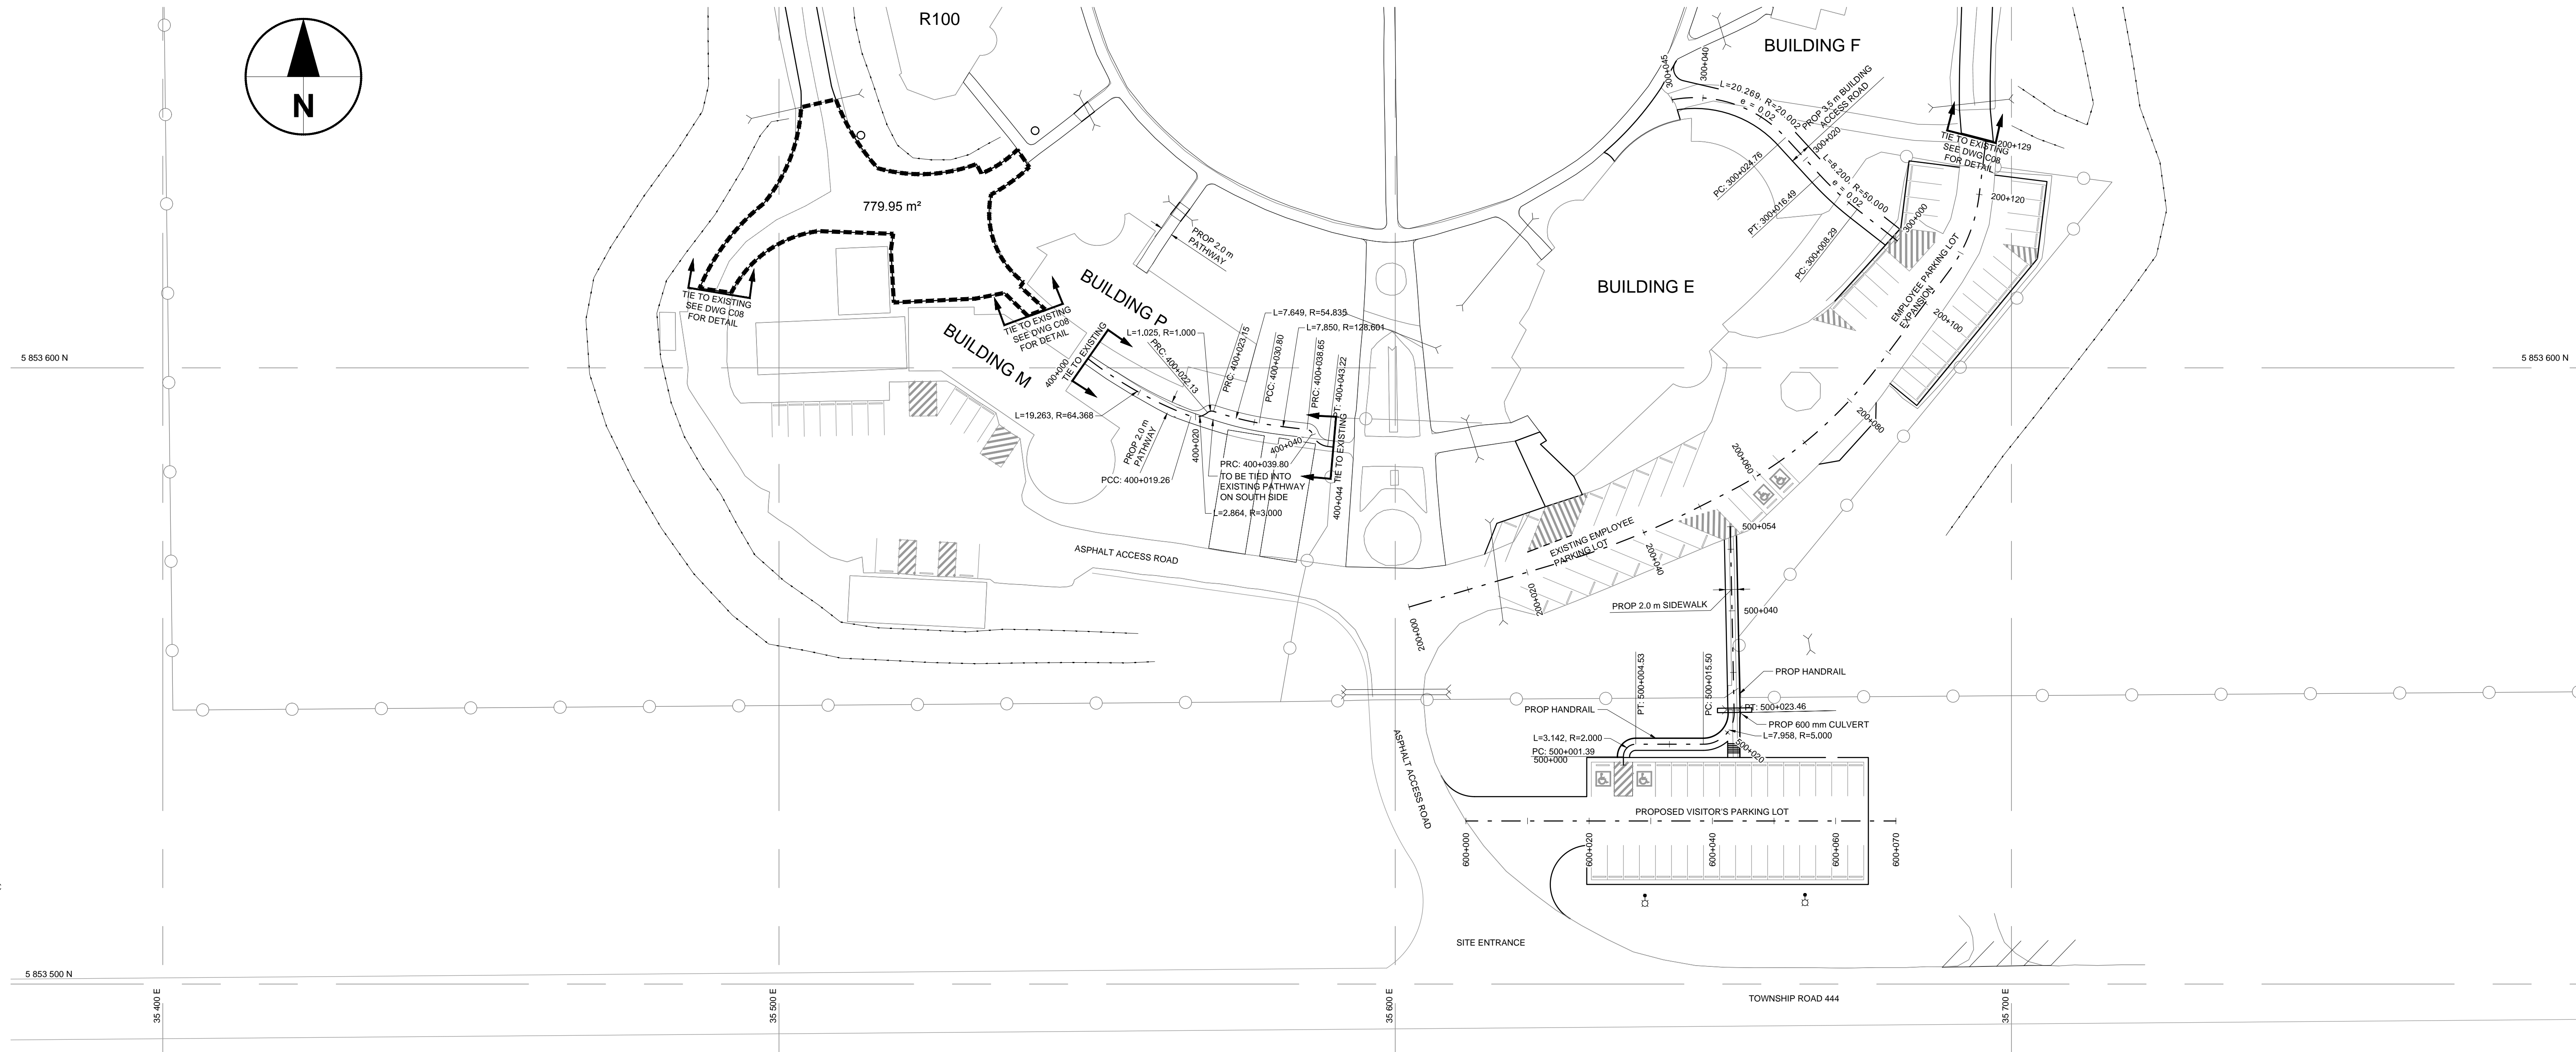 R100
N
BUILDING F
300+045
300+040
L=20.269, R=20.002
e = 0.02
PROP 3.5 m BUILDING
ACCESS ROAD
300+020
PC: 300+024.76
L=8.200, R=50.000
e = 0.02
PT: 300+016.49
PC: 300+008.29
300+000
TIE TO EXISTING
SEE DWG C08
FOR DETAIL
200+129
200+120
779.95 m²
PROP 2.0 m
PATHWAY
BUILDING E
EMPLOYEE PARKING LOT
EXPANSION
200+100
TIE TO EXISTING
SEE DWG C08
FOR DETAIL
TIE TO EXISTING
SEE DWG C08
FOR DETAIL
BUILDING P
BUILDING M
400+000
TIE TO EXISTING
L=1.025, R=1.000
PRC: 400+022.13
PRC: 400+023.15
L=7.649, R=54.835
L=7.850, R=128.601
PCC: 400+030.80
PRC: 400+038.65
PT: 400+043.22
5 853 600 N
5 853 600 N
L=19.263, R=64.368
PROP 2.0 m
PATHWAY
PCC: 400+019.26
400+020
400+040
PRC: 400+039.80
TO BE TIED INTO
EXISTING PATHWAY
ON SOUTH SIDE
L=2.864, R=3.000
400+044 TIE TO EXISTING
200+080
200+060
EXISTING EMPLOYEE
PARKING LOT
200+040
200+020
200+000
500+054
ASPHALT ACCESS ROAD
PROP 2.0 m SIDEWALK
500+040
PROP HANDRAIL
PT: 500+004.53
PC: 500+015.50
PT: 500+023.46
PROP HANDRAIL
PROP 600 mm CULVERT
L=7.958, R=5.000
L=3.142, R=2.000
PC: 500+001.39
500+000
500+020
ASPHALT ACCESS ROAD
PROPOSED VISITOR'S PARKING LOT
600+000
600+020
600+040
600+060
600+070
SITE ENTRANCE
5 853 500 N
TOWNSHIP ROAD 444
35 400 E
35 500 E
35 600 E
35 700 E